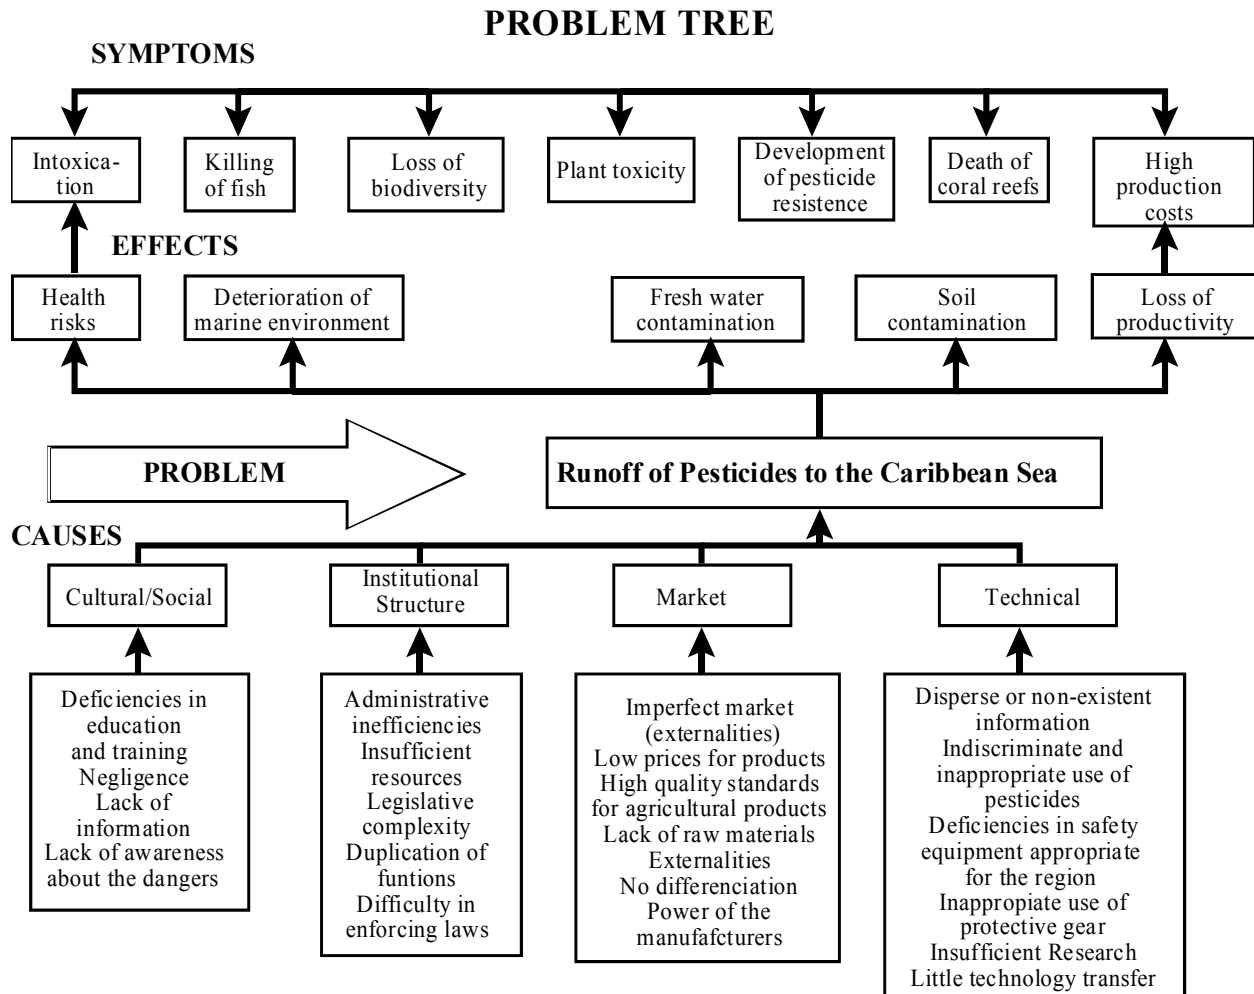 PROBLEM TREE
SYMPTOMS
Intoxica-
tion
Killing
of fish
Loss of
biodiversity
Plant toxicity
Development
of pesticide
resistence
Death of
coral reefs
High
production
costs
EFFECTS
Health
risks
Deterioration of
marine environment
Fresh water
contamination
Soil
contamination
Loss of
productivity
PROBLEM
Runoff of Pesticides to the Caribbean Sea
CAUSES
Cultural/Social
Institutional
Structure
Market
Technical
Deficiencies in
education
and training
Negligence
Lack of
information
Lack of awareness
about the dangers
Administrative
inefficiencies
Insufficient
resources
Legislative
complexity
Duplication of
funtions
Difficulty in
enforcing laws
Imperfect market
(externalities)
Low prices for products
High quality standards
for agricultural products
Lack of raw materials
Externalities
No differenciation
Power of the
manufafcturers
Disperse or non-existent
information
Indiscriminate and
inappropriate use of
pesticides
Deficiencies in safety
equipment appropriate
for the region
Inappropiate use of
protective gear
Insufficient Research
Little technology transfer